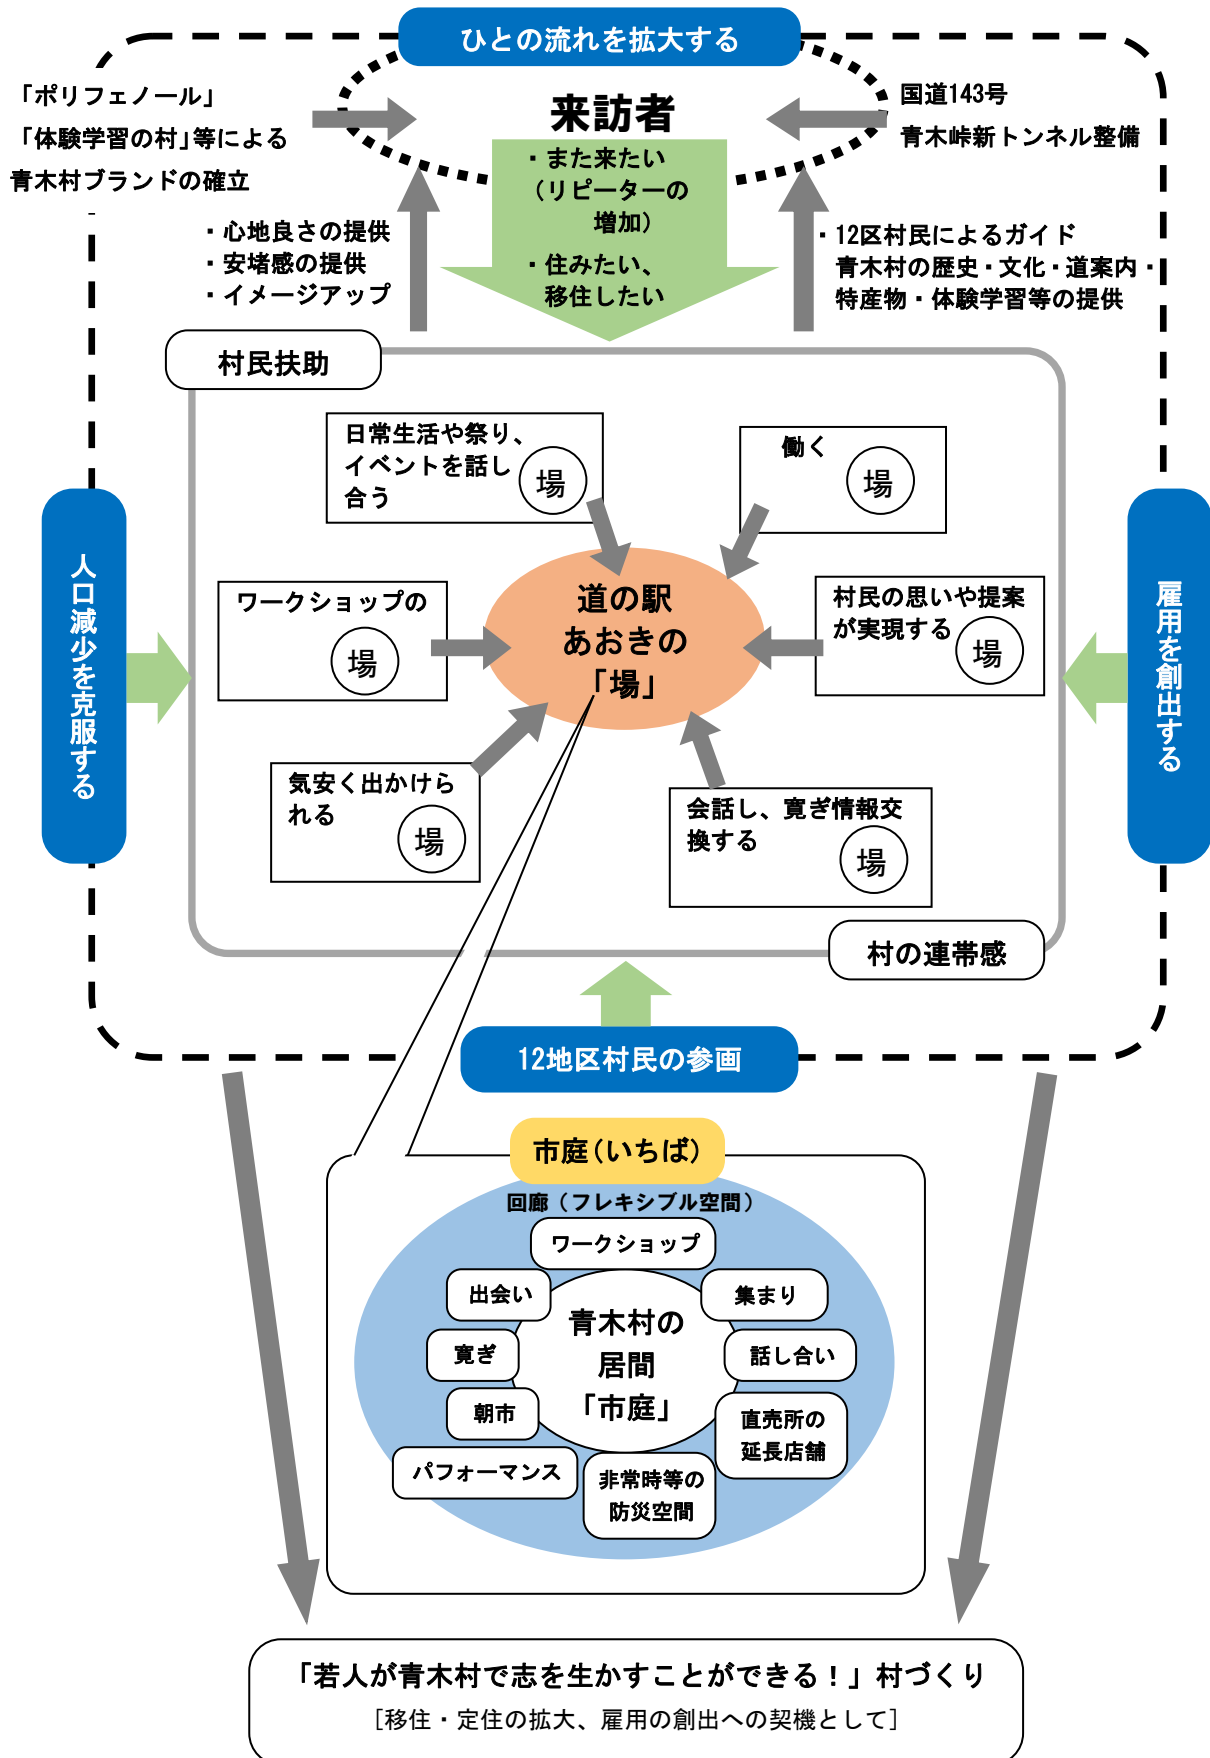 ひとの流れを拡大する
「ポリフェノール」
「体験学習の村」等による
青木村ブランドの確立
来訪者
国道143号
青木峠新トンネル整備
・また来たい
（リピーターの
増加）
・住みたい、
移住したい
・心地良さの提供
・安堵感の提供
・イメージアップ
・12区村民によるガイド
青木村の歴史・文化・道案内・
特産物・体験学習等の提供
村民扶助
日常生活や祭り、
イベントを話し
合う
場
働く
場
人口減少を克服する
雇用を創出する
ワークショップの
場
道の駅
あおきの
「場」
村民の思いや提案
が実現する
場
気安く出かけら
れる
場
会話し、寛ぎ情報交
換する
場
村の連帯感
12地区村民の参画
市庭（いちば）
回廊（フレキシブル空間）
ワークショップ
出会い
集まり
青木村の
居間
「市庭」
寛ぎ
話し合い
朝市
直売所の
延長店舗
パフォーマンス
非常時等の
防災空間
「若人が青木村で志を生かすことができる！」村づくり
［移住・定住の拡大、雇用の創出への契機として］